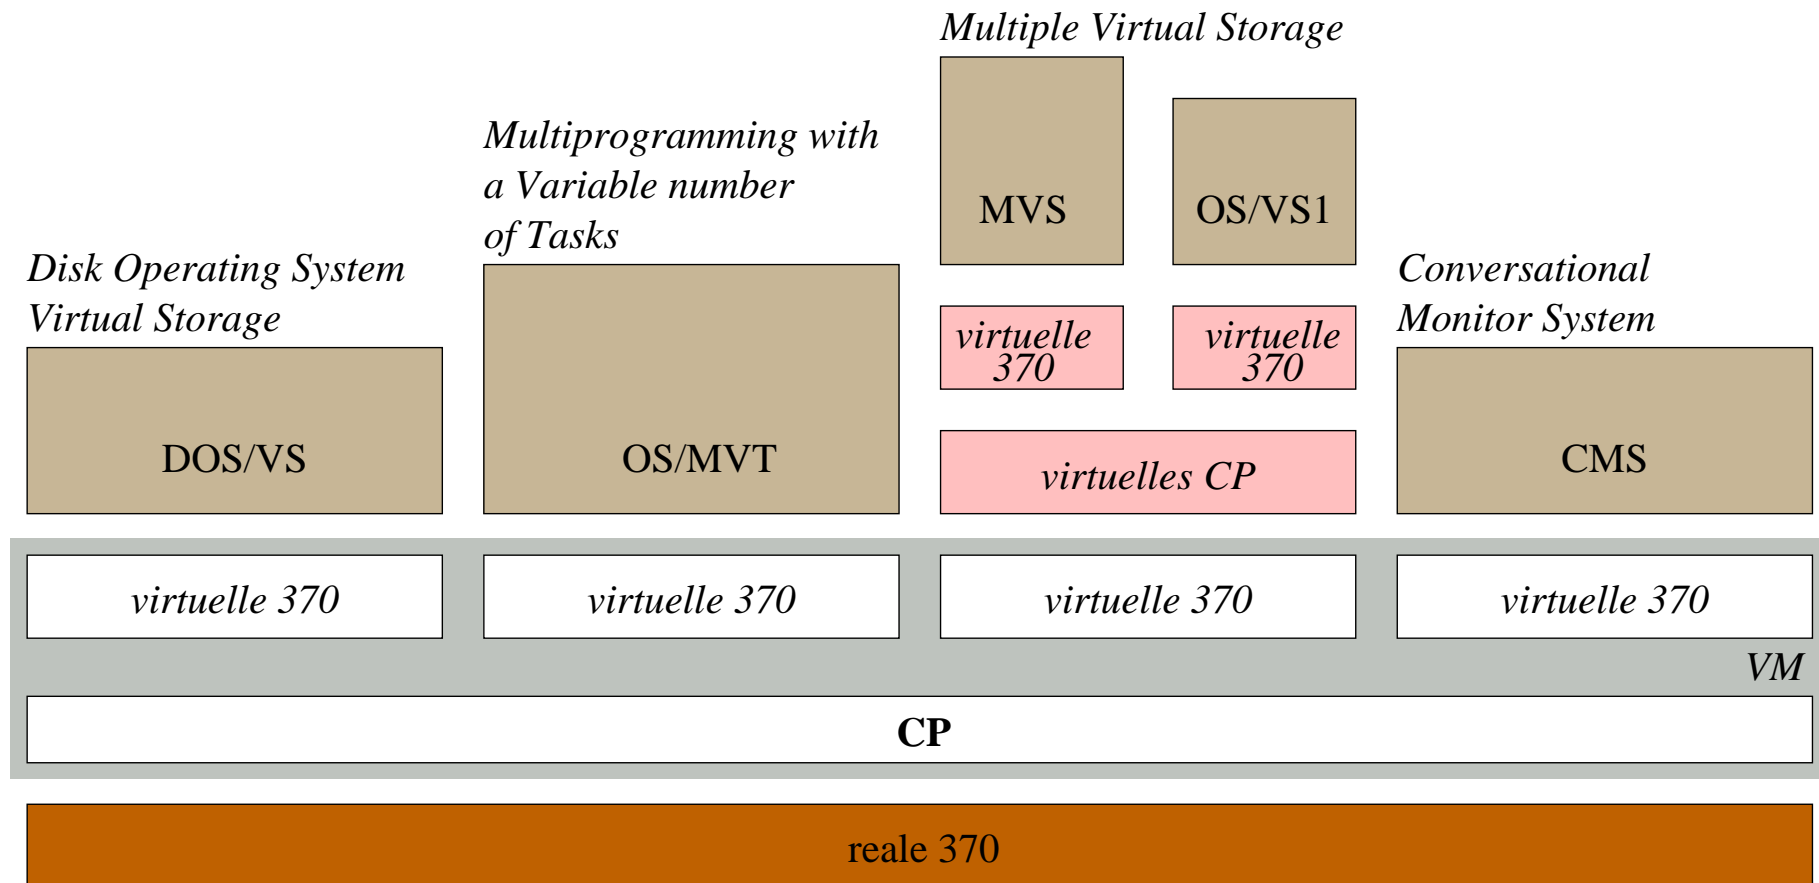 Multiple Virtual Storage
Multiprogramming with
a Variable number
of Tasks
MVS
OS/VS1
Disk Operating System
Virtual Storage
Conversational
Monitor System
virtuelle
370
virtuelle
370
DOS/VS
OS/MVT
virtuelles CP
CMS
virtuelle 370
virtuelle 370
virtuelle 370
virtuelle 370
VM
CP
reale 370